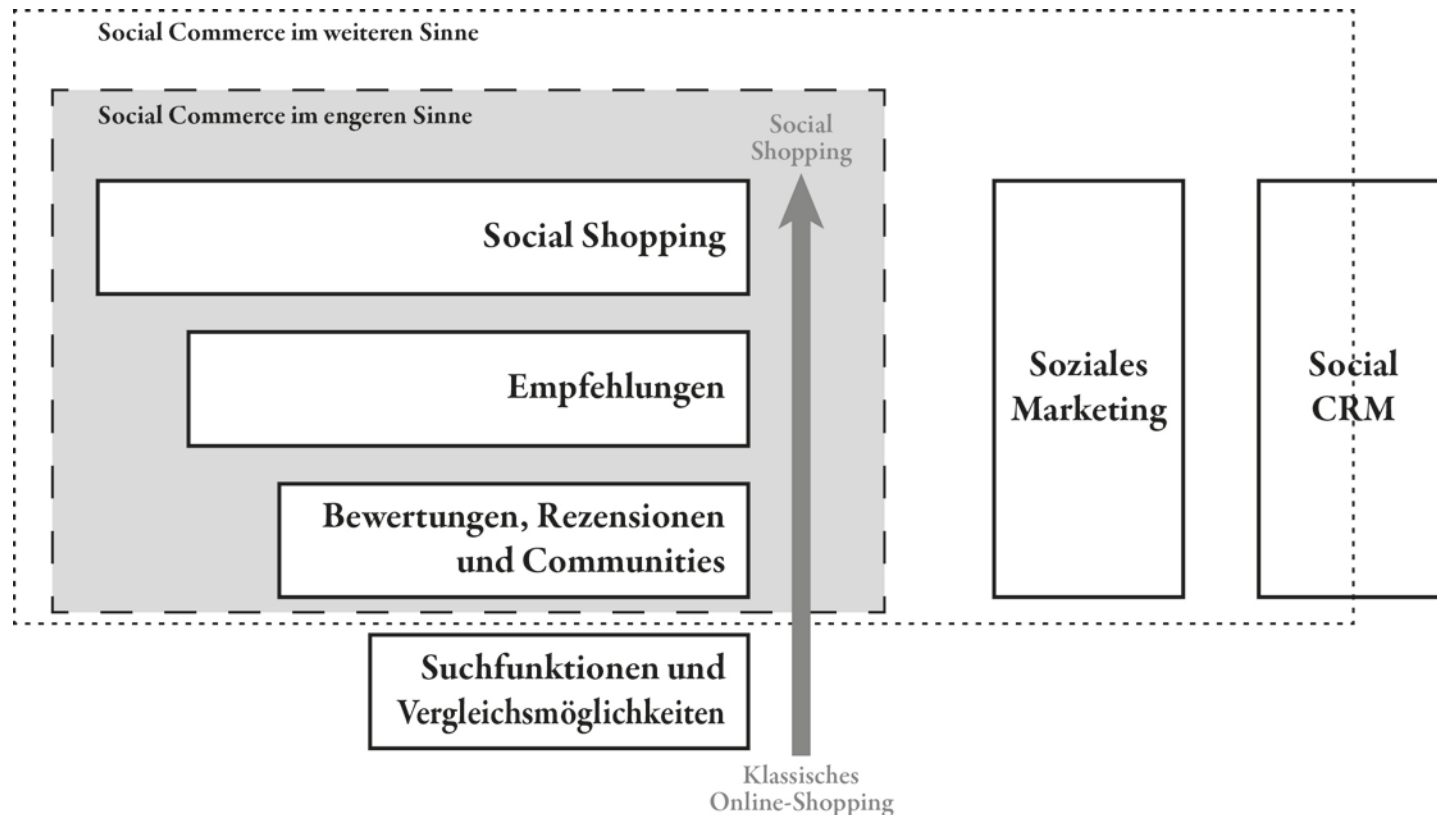 Social Commerce im weiteren Sinne
Social Commerce im engeren Sinne
Social
Shopping
Social Shopping
Empfehlungen
Bewertungen, Rezensionen
und Communities
Suchfunktionen und
Vergleichsmöglichkeiten
Klassisches
Online-Shopping
Soziales
Marketing
Social
CRM